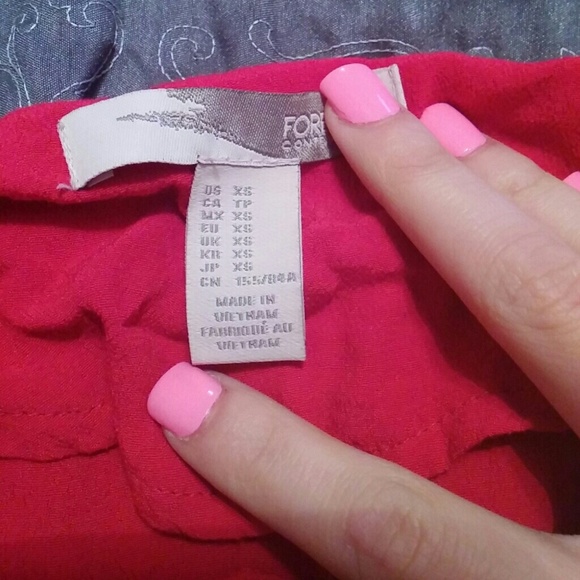 US XS
CA TP
MX XS
EU XS
UK XS
KR XS
JP XS
CN 155/84A
MADE IN
VIETNAM
FABRIQUÉ AU
VIETNAM